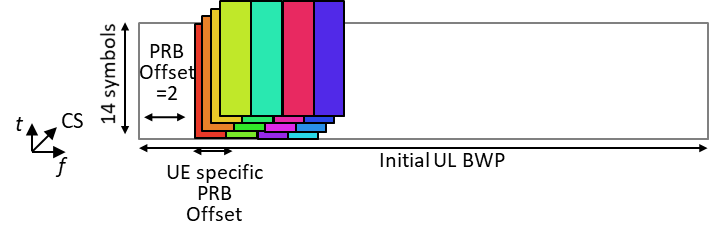 PRB
Offset
=2
14 symbols
t
CS
f
Initial UL BWP
UE specific
PRB
Offset